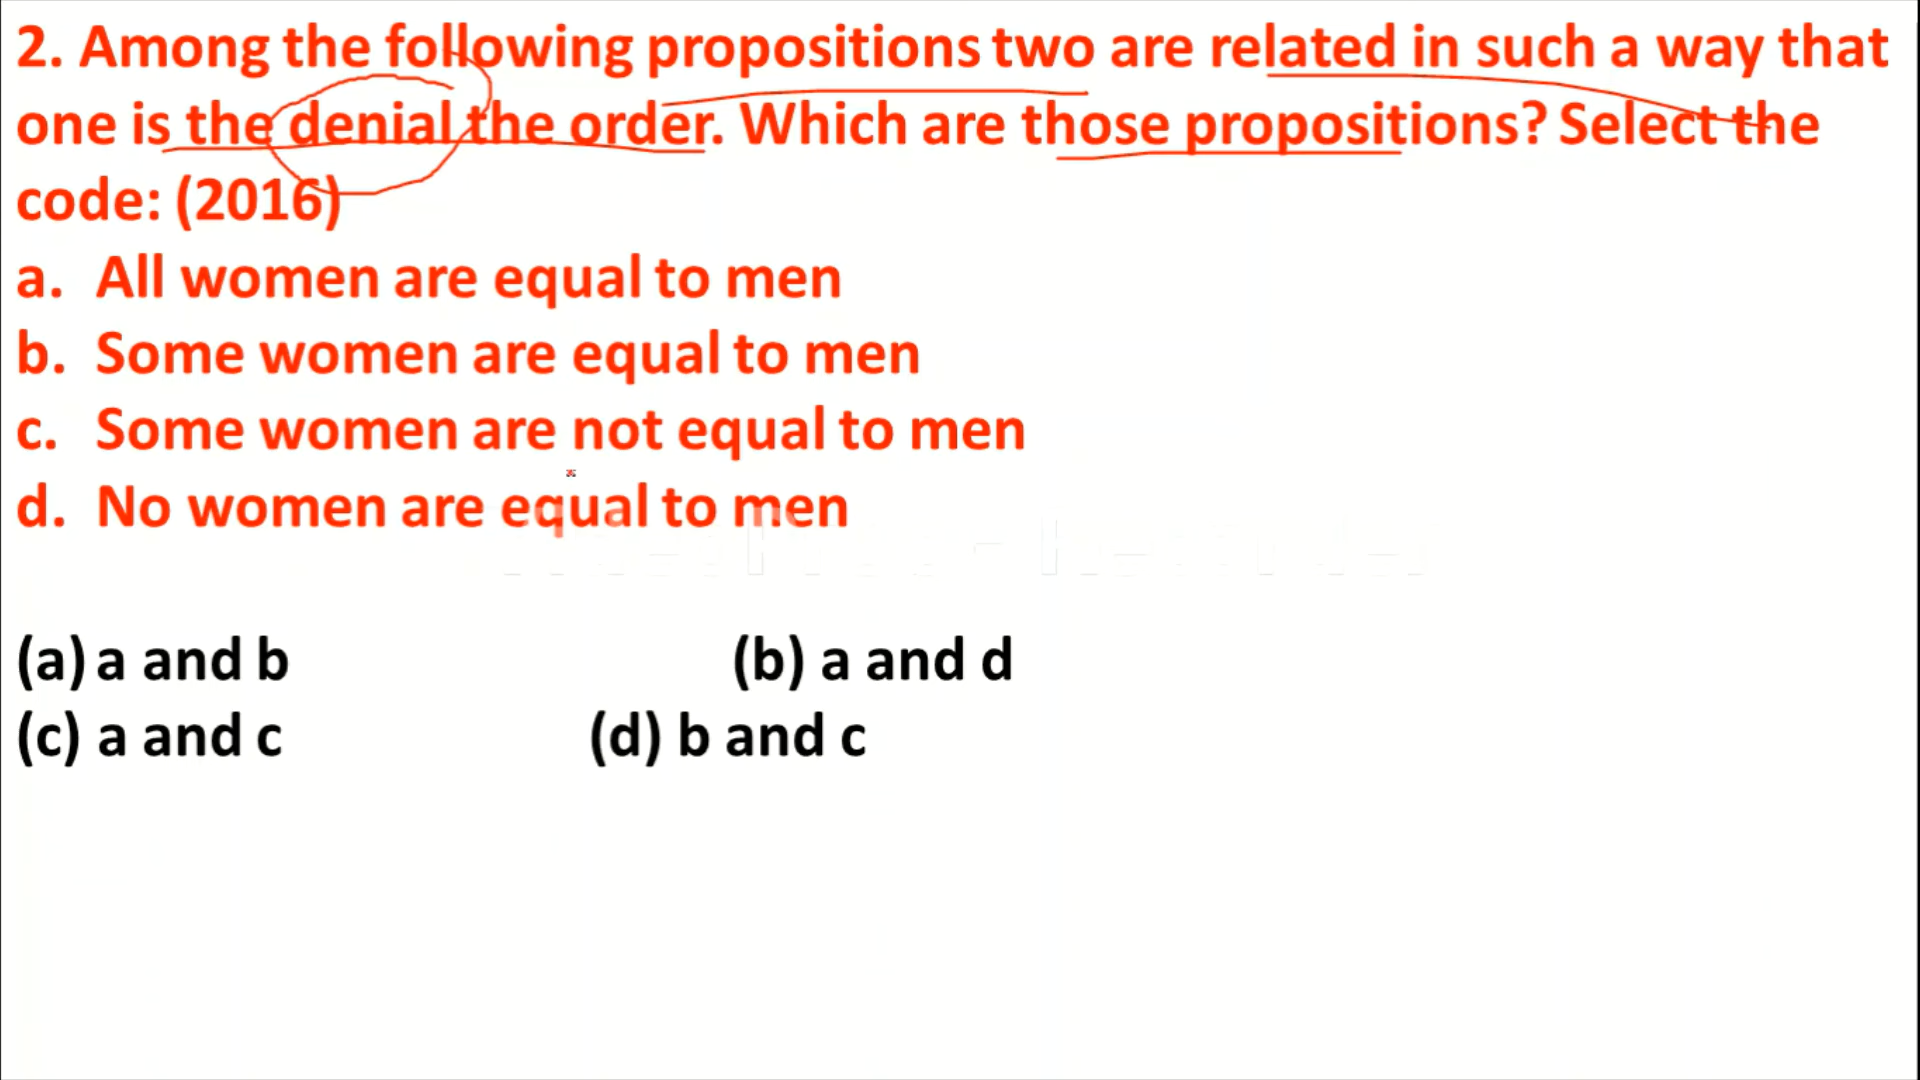 2. Among the following propositions two are related in such a way that
one is the denial the order. Which are those propositions? Select the
code: (2016)
a. All women are equal to men
b. Some women are equal to men
c. Some women are not equal to men
d. No women are equal to men
(a) a and b (b) a and d
(c) a and c (d) b and c